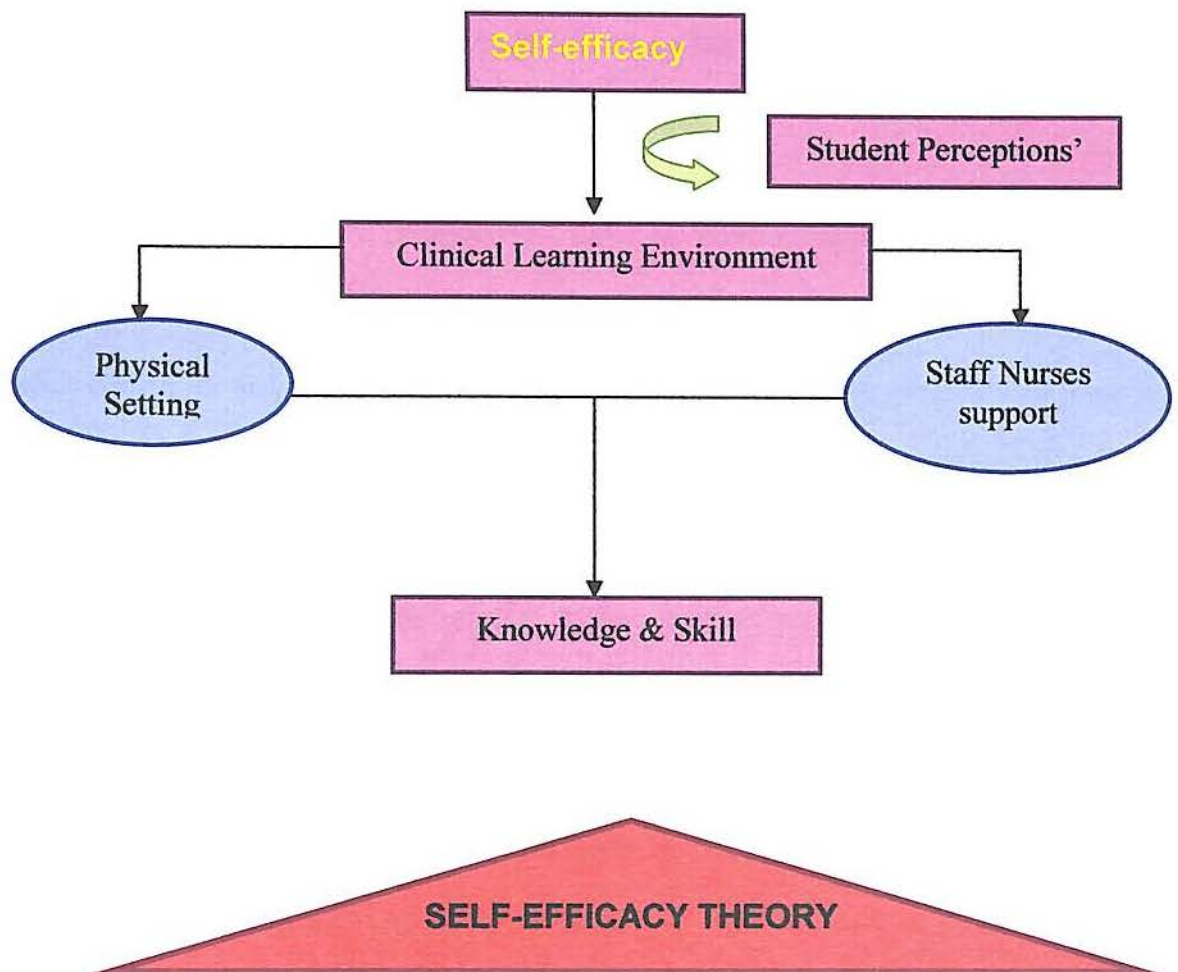 Self-efficacy
Student Perceptions’
Clinical Learning Environment
Physical
Setting
Staff Nurses
support
Knowledge & Skill
SELF-EFFICACY THEORY